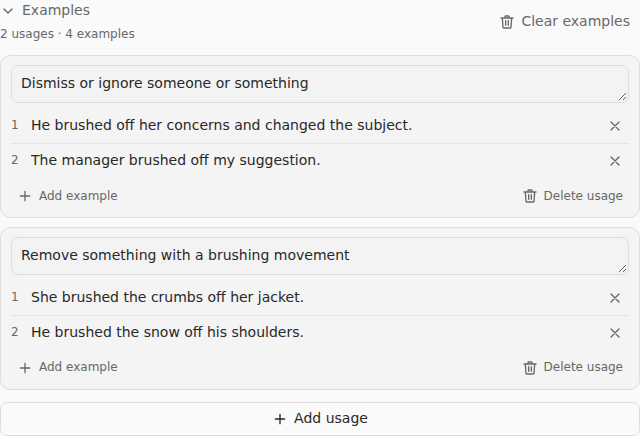 Examples
Clear examples
2 usages · 4 examples
Dismiss or ignore someone or something
1 He brushed off her concerns and changed the subject.
2 The manager brushed off my suggestion.
Add example
Delete usage
Remove something with a brushing movement
1 She brushed the crumbs off her jacket.
2 He brushed the snow off his shoulders.
Add example
Delete usage
Add usage